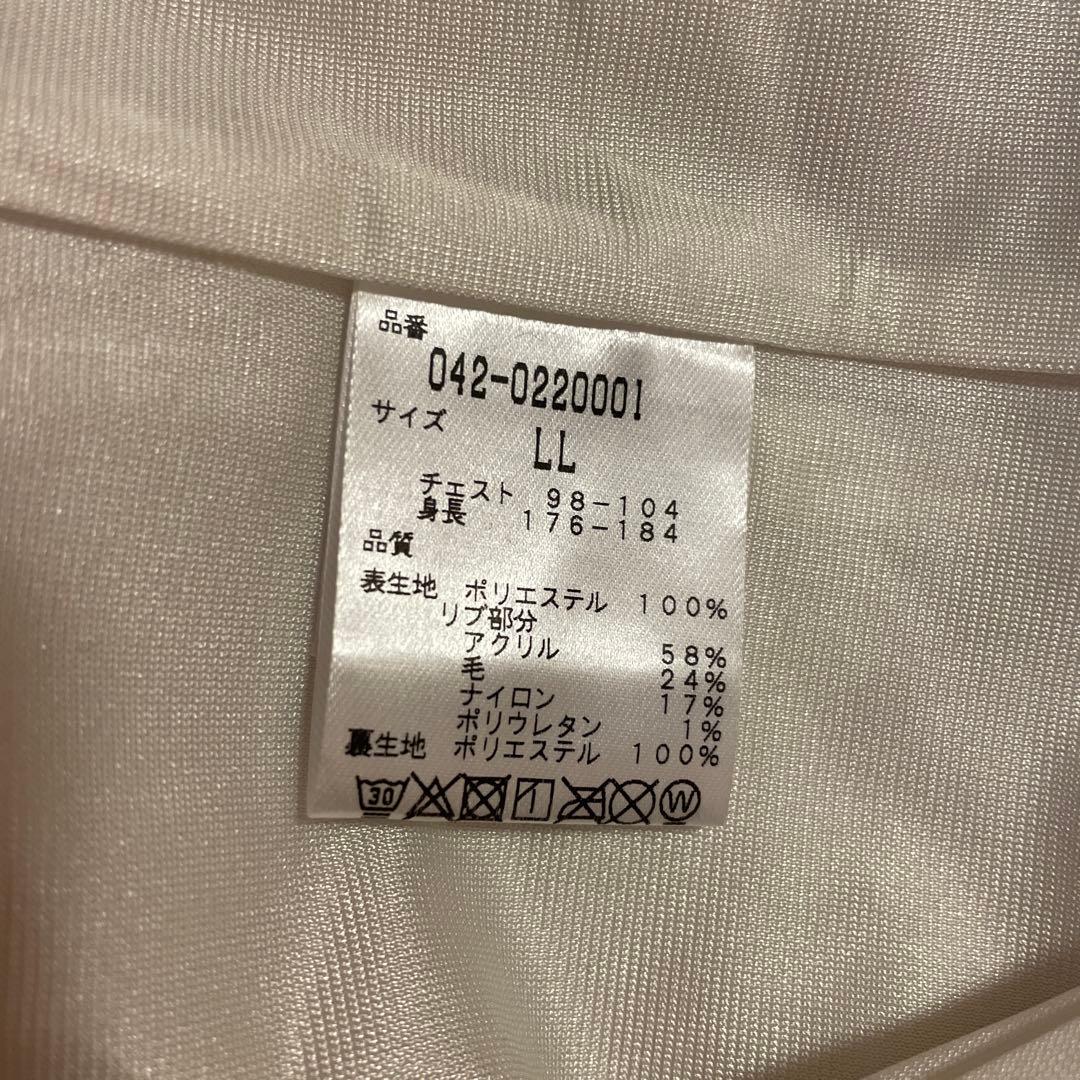 品番
042-0220001
サイズ
LL
チェスト 98-104
身長 176-184
品質
表生地 ポリエステル 100%
リブ部分
アクリル 58%
毛 24%
ナイロン 17%
ポリウレタン 1%
裏生地 ポリエステル 100%
30 W